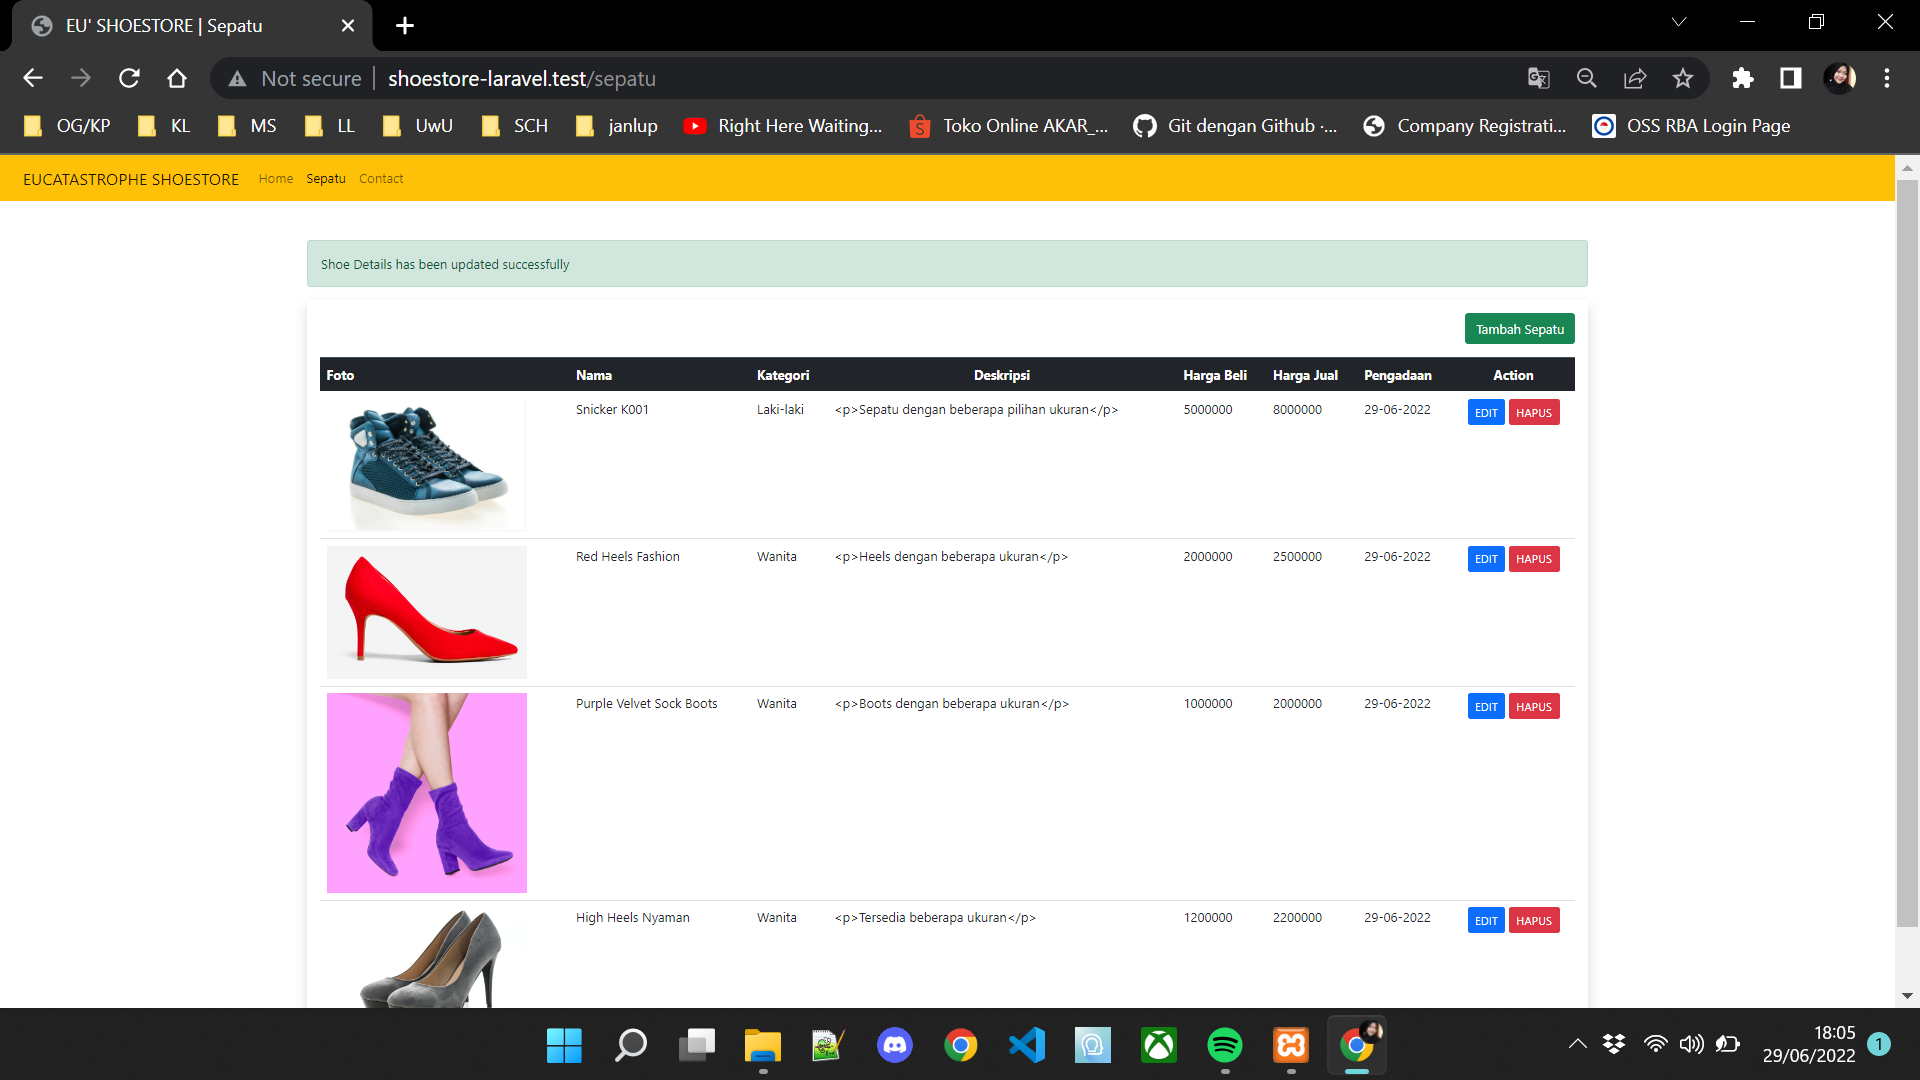 EU' SHOESTORE | Sepatu
Not secure | shoestore-laravel.test/sepatu
OG/KP KL MS LL UwU SCH janlup Right Here Waiting... Toko Online AKAR_... Git dengan Github ·... Company Registrati... OSS RBA Login Page
EUCATASTROPHE SHOESTORE Home Sepatu Contact
Shoe Details has been updated successfully
Tambah Sepatu
Foto Nama Kategori Deskripsi Harga Beli Harga Jual Pengadaan Action
Snicker K001 Laki-laki <p>Sepatu dengan beberapa pilihan ukuran</p> 5000000 8000000 29-06-2022 EDIT HAPUS
Red Heels Fashion Wanita <p>Heels dengan beberapa ukuran</p> 2000000 2500000 29-06-2022 EDIT HAPUS
Purple Velvet Sock Boots Wanita <p>Boots dengan beberapa ukuran</p> 1000000 2000000 29-06-2022 EDIT HAPUS
High Heels Nyaman Wanita <p>Tersedia beberapa ukuran</p> 1200000 2200000 29-06-2022 EDIT HAPUS
18:05
29/06/2022 1